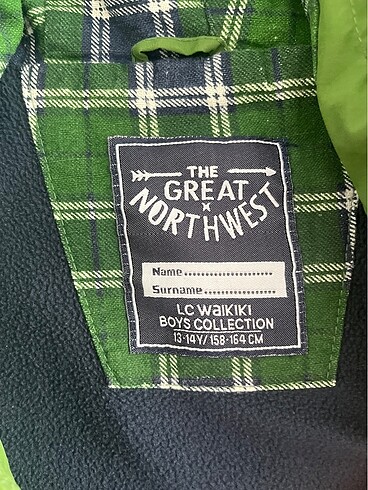 THE
GREAT
NORTHWEST
Name......................
Surname..................
LC WAIKIKI
BOYS COLLECTION
13-14Y/ 158-164 CM